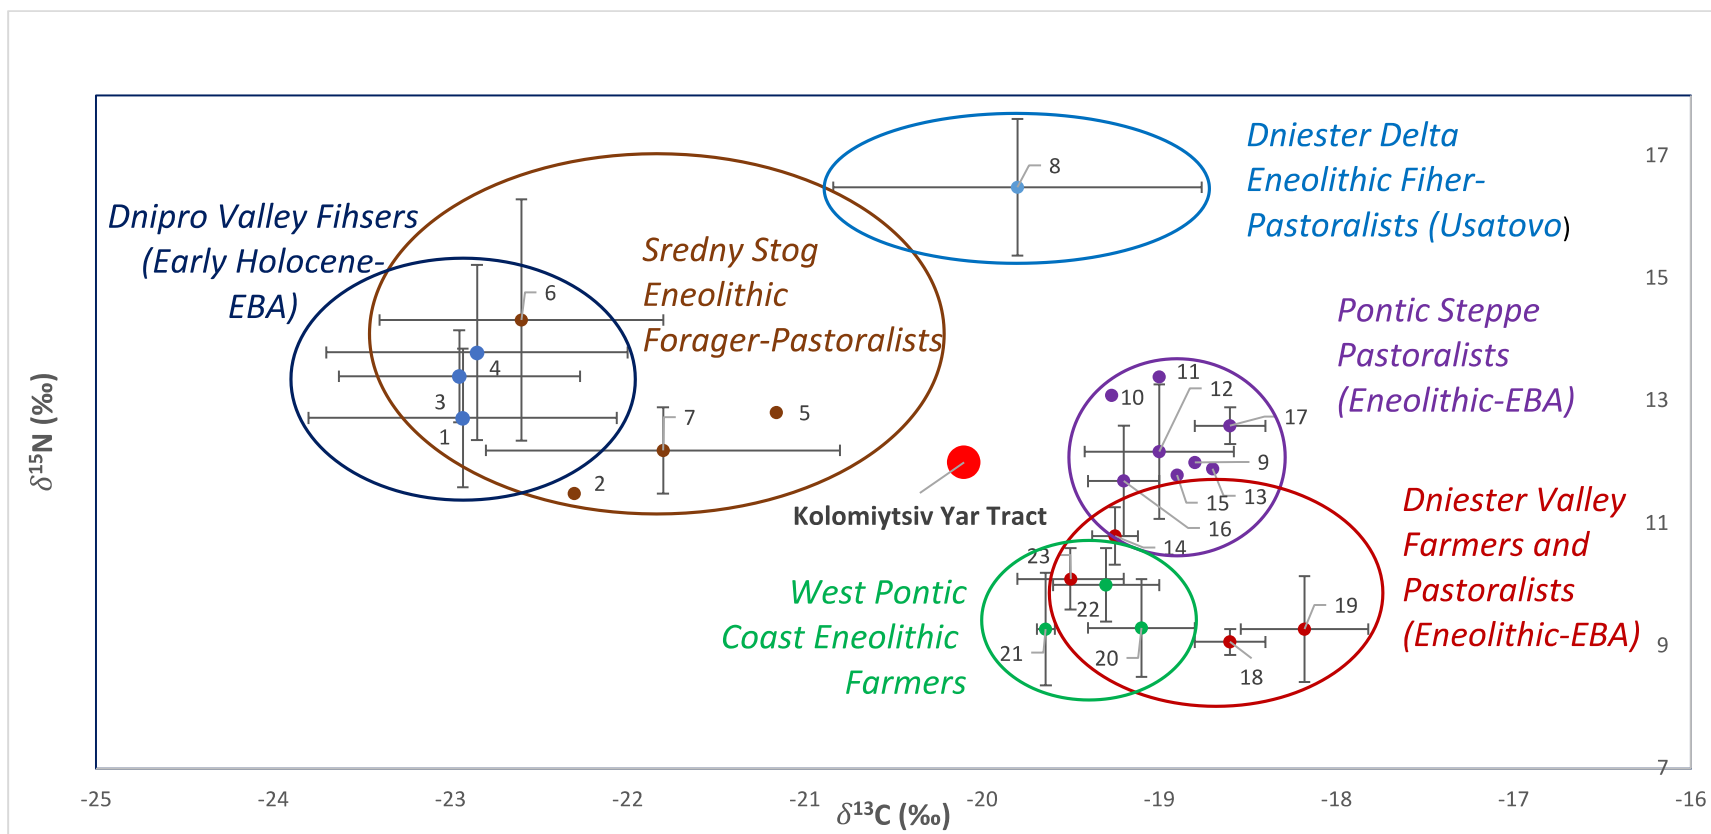 Dniester Delta
Eneolithic Fiher-
Pastoralists (Usatovo)
17
8
Dnipro Valley Fihsers
(Early Holocene-
EBA)
Sredny Stog
Eneolithic
Forager-Pastoralists
15
6
Pontic Steppe
Pastoralists
(Eneolithic-EBA)
4
3
1
7
5
2
10
11
12
17
13
9
15
13
16
14
Kolomiytsiv Yar Tract
11
Dniester Valley
Farmers and
Pastoralists
(Eneolithic-EBA)
23
22
21
20
19
18
West Pontic
Coast Eneolithic
Farmers
9
7
δ15N (‰)
-25
-24
-23
-22
-21
-20
-19
-18
-17
-16
δ13C (‰)